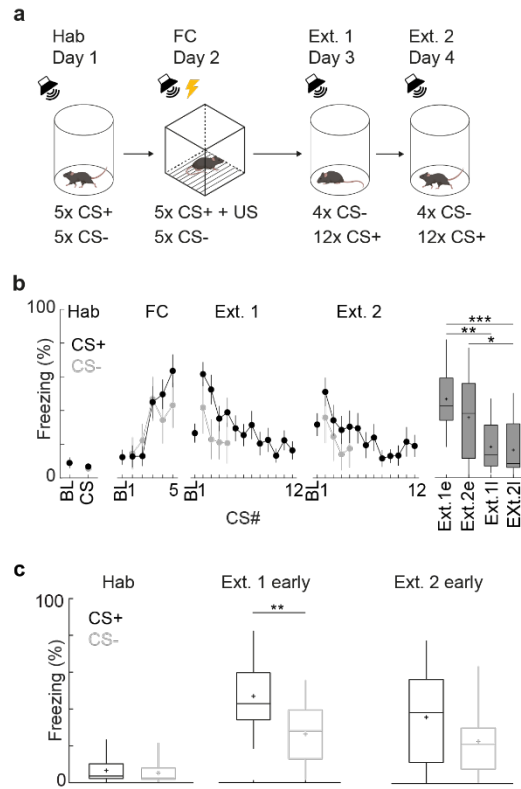 a
Hab FC Ext. 1 Ext. 2
Day 1 Day 2 Day 3 Day 4
5x CS+ 5x CS+ + US 4x CS- 4x CS-
5x CS- 5x CS- 12x CS+ 12x CS+
b
100 Hab FC Ext. 1 Ext. 2
***
**
*
CS+
CS-
Freezing (%)
0
BL CS BL 1 5 BL 1 12 BL 1 12 Ext.1e Ext.2e Ext.1l EXt.2l
CS#
c
Hab Ext. 1 early Ext. 2 early
100
**
CS+
CS-
Freezing (%)
0